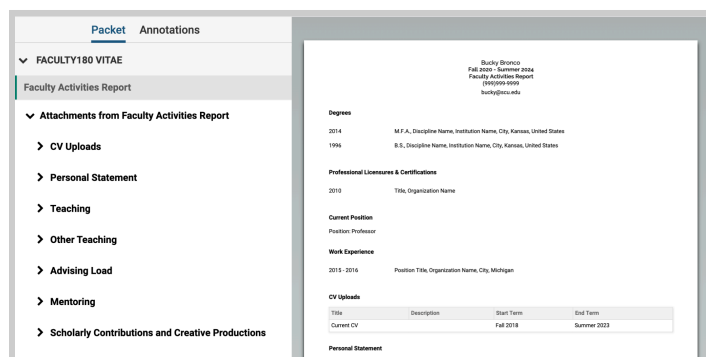 Packet Annotations
FACULTY180 VITAE
Faculty Activities Report
Attachments from Faculty Activities Report
CV Uploads
Personal Statement
Teaching
Other Teaching
Advising Load
Mentoring
Scholarly Contributions and Creative Productions
Bucky Bronco
Fall 2020 - Summer 2024
Faculty Activities Report
(999)999-9999
bucky@scu.edu
Degrees
2014 M.F.A., Discipline Name, Institution Name, City, Kansas, United States
1996 B.S., Discipline Name, Institution Name, City, Kansas, United States
Professional Licensures & Certifications
2010 Title, Organization Name
Current Position
Position: Professor
Work Experience
2015 - 2016 Position Title, Organization Name, City, Michigan
CV Uploads
Title Description Start Term End Term
Current CV Fall 2018 Summer 2023
Personal Statement